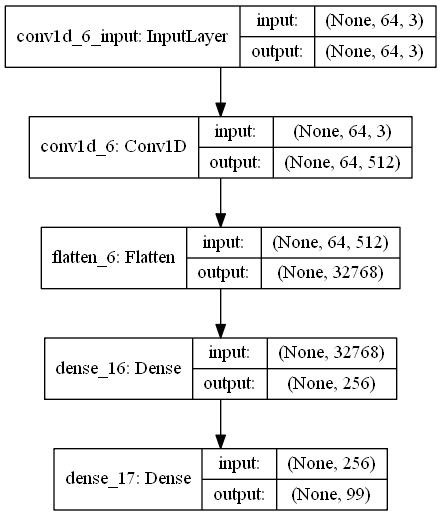 conv1d_6_input: InputLayer
input: (None, 64, 3)
output: (None, 64, 3)
conv1d_6: Conv1D
input: (None, 64, 3)
output: (None, 64, 512)
flatten_6: Flatten
input: (None, 64, 512)
output: (None, 32768)
dense_16: Dense
input: (None, 32768)
output: (None, 256)
dense_17: Dense
input: (None, 256)
output: (None, 99)